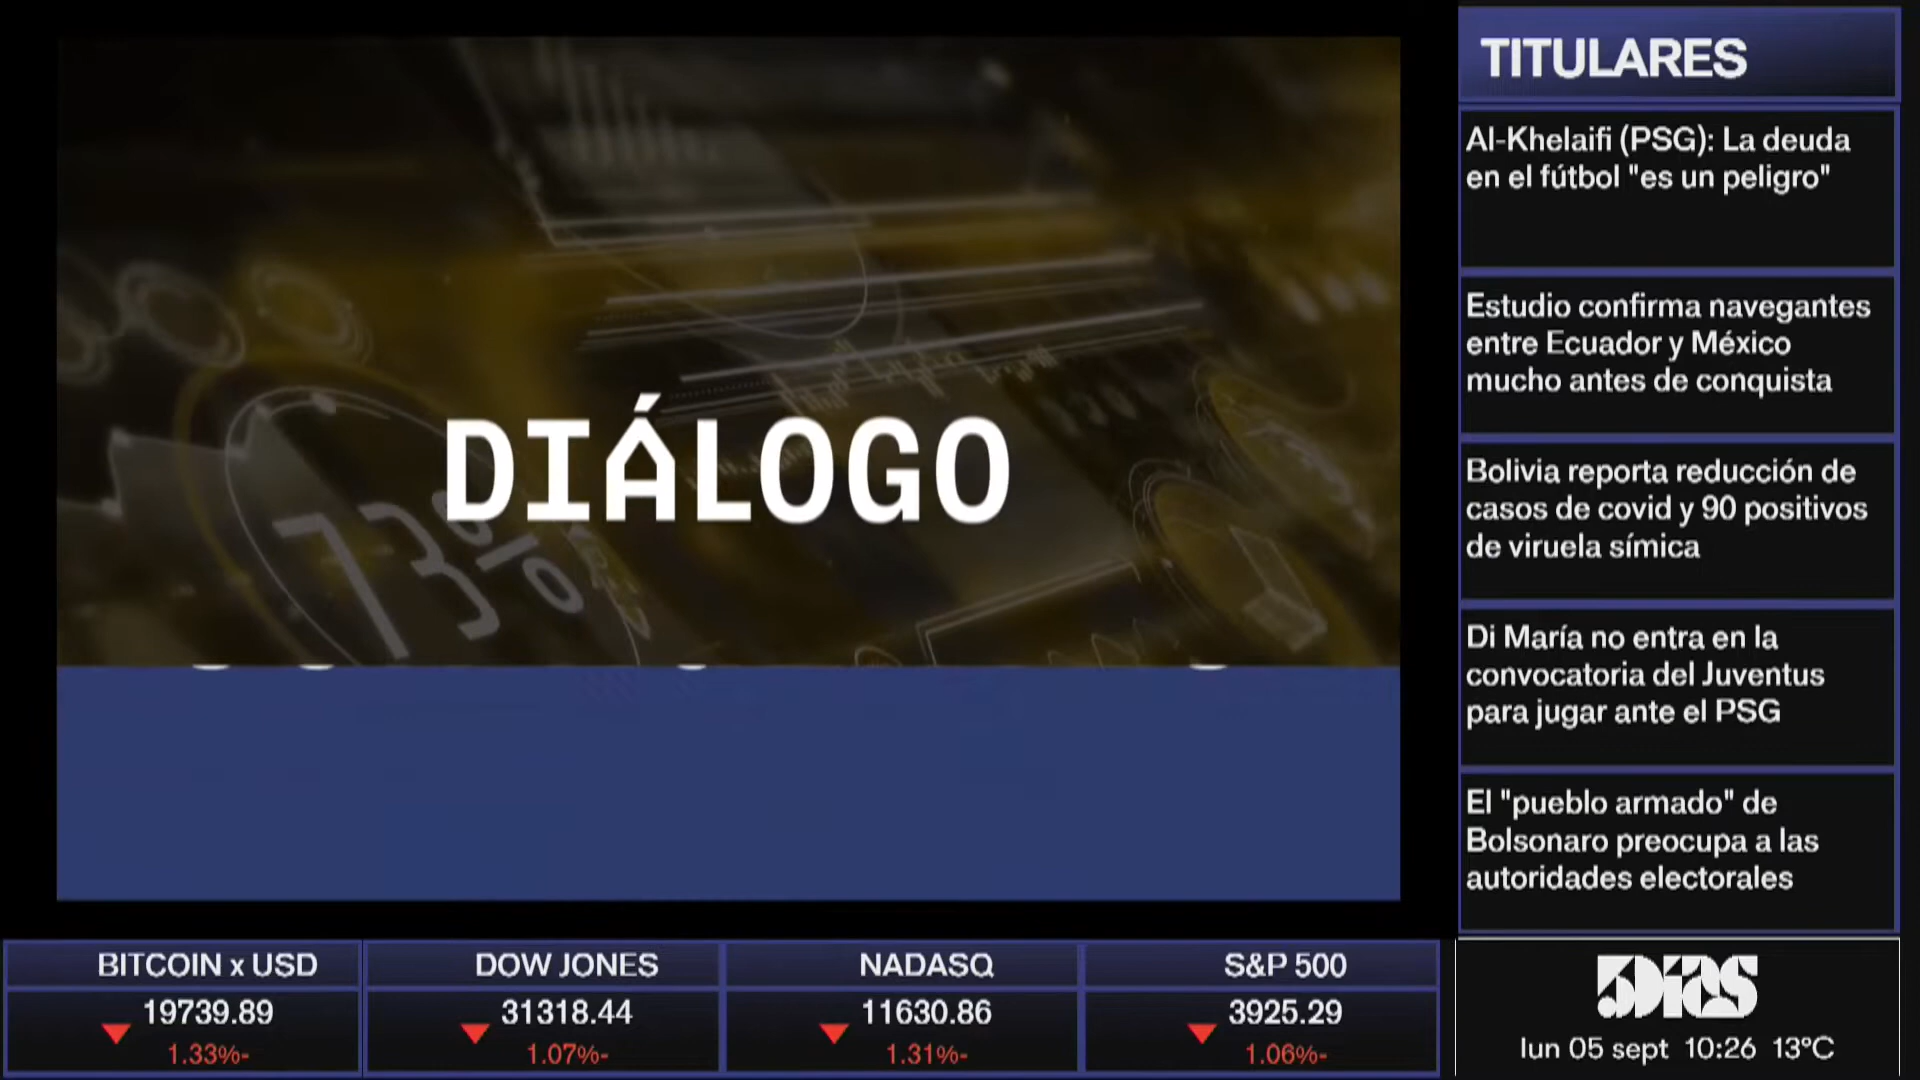 DIÁLOGO
73%
TITULARES
Al-Khelaifi (PSG): La deuda
en el fútbol "es un peligro"
Estudio confirma navegantes
entre Ecuador y México
mucho antes de conquista
Bolivia reporta reducción de
casos de covid y 90 positivos
de viruela símica
Di María no entra en la
convocatoria del Juventus
para jugar ante el PSG
El "pueblo armado" de
Bolsonaro preocupa a las
autoridades electorales
BITCOIN x USD
19739.89
1.33%-
DOW JONES
31318.44
1.07%-
NADASQ
11630.86
1.31%-
S&P 500
3925.29
1.06%-
5Días
lun 05 sept 10:26 13°C